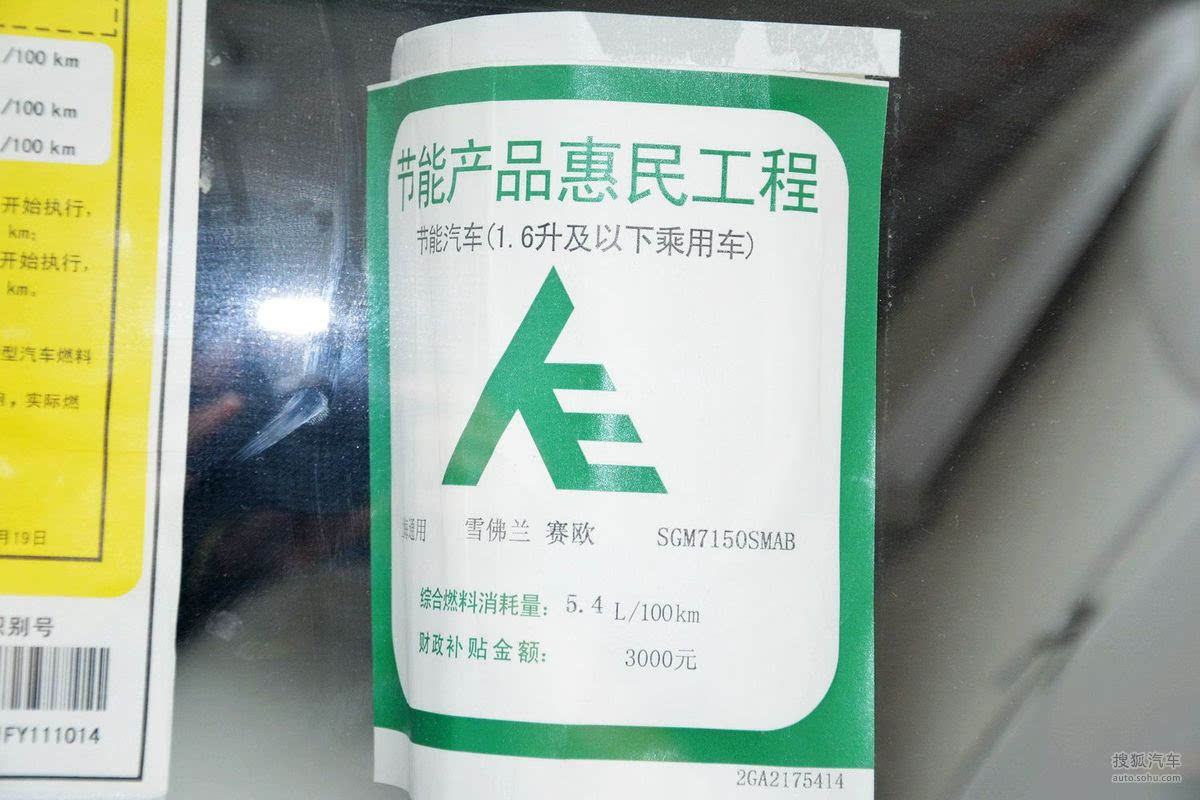 /100 km
/100 km
/100 km
开始执行,
km;
开始执行,
km。
型汽车燃料
,实际燃
月19日
识别号
FY111014
节能产品惠民工程
节能汽车(1.6升及以下乘用车)
通用 雪佛兰 赛欧 SGM7150SMAB
综合燃料消耗量: 5.4 L/100km
财政补贴金额: 3000元
2GA2175414
搜狐汽车
auto.sohu.com